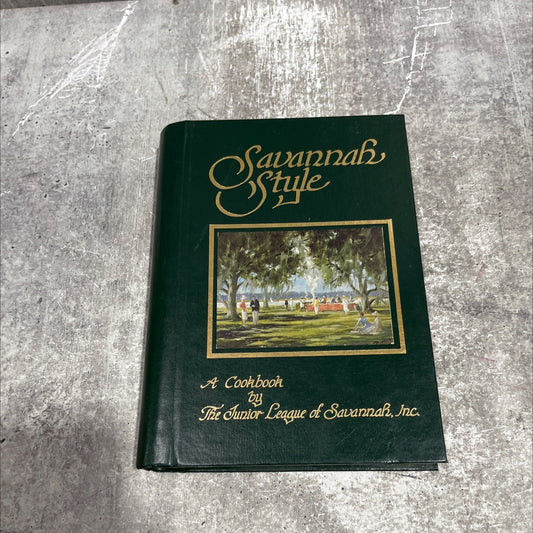 Savannah
Style
A Cookbook
by
The Junior League of Savannah, Inc.